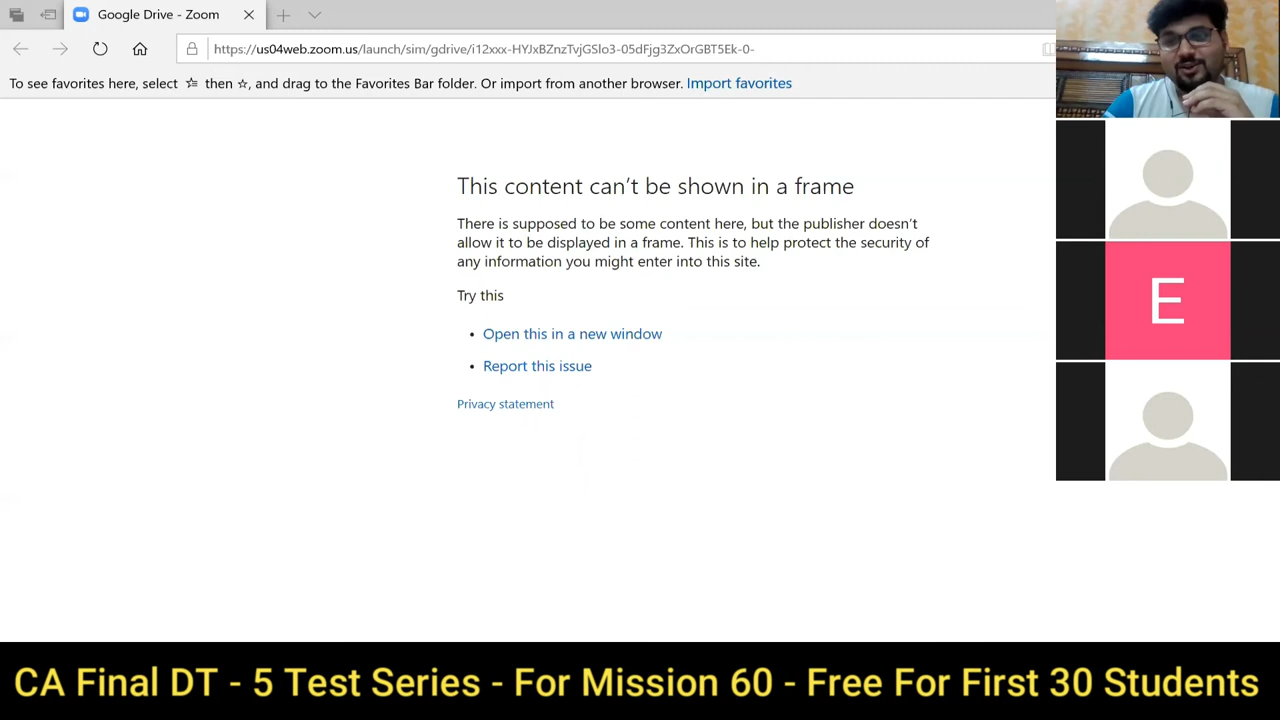 Google Drive - Zoom
https://us04web.zoom.us/launch/sim/gdrive/i12xxx-HYJxBZnzTvjGSlo3-05dFjg3ZxOrGBT5Ek-0-
To see favorites here, select then ☆, and drag to the Favorites Bar folder. Or import from another browser. Import favorites
This content can't be shown in a frame
There is supposed to be some content here, but the publisher doesn't
allow it to be displayed in a frame. This is to help protect the security of
any information you might enter into this site.
Try this
• Open this in a new window
• Report this issue
Privacy statement
E
CA Final DT - 5 Test Series - For Mission 60 - Free For First 30 Students